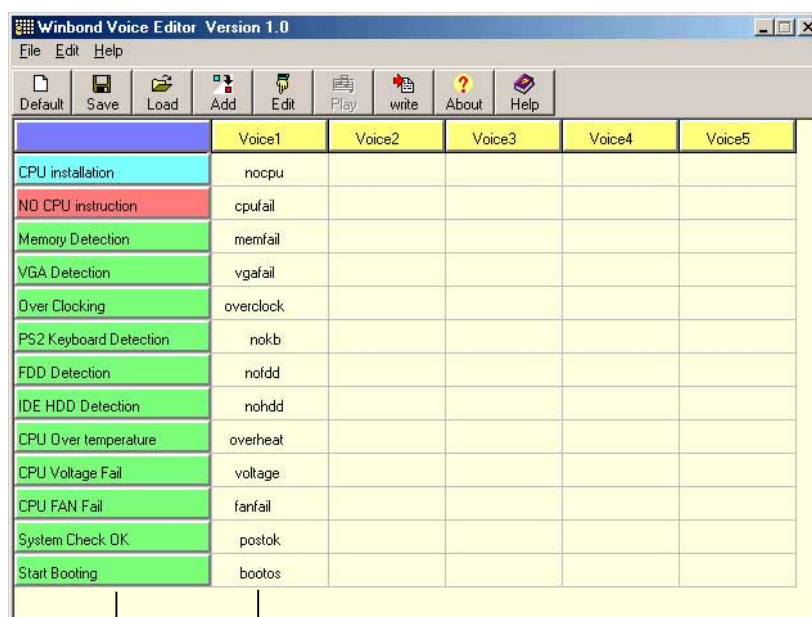 Winbond Voice Editor Version 1.0
File Edit Help
Default Save Load Add Edit Play write About Help
Voice1 Voice2 Voice3 Voice4 Voice5
CPU installation nocpu
NO CPU instruction cpufail
Memory Detection memfail
VGA Detection vgafail
Over Clocking overclock
PS2 Keyboard Detection nokb
FDD Detection nofdd
IDE HDD Detection nohdd
CPU Over temperature overheat
CPU Voltage Fail voltage
CPU FAN Fail fanfail
System Check OK postok
Start Booting bootos